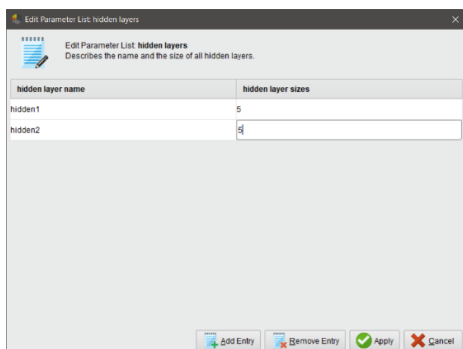 Edit Parameter List: hidden layers
Edit Parameter List: hidden layers
Describes the name and the size of all hidden layers.
hidden layer name hidden layer sizes
hidden1 5
hidden2 5
Add Entry Remove Entry Apply Cancel